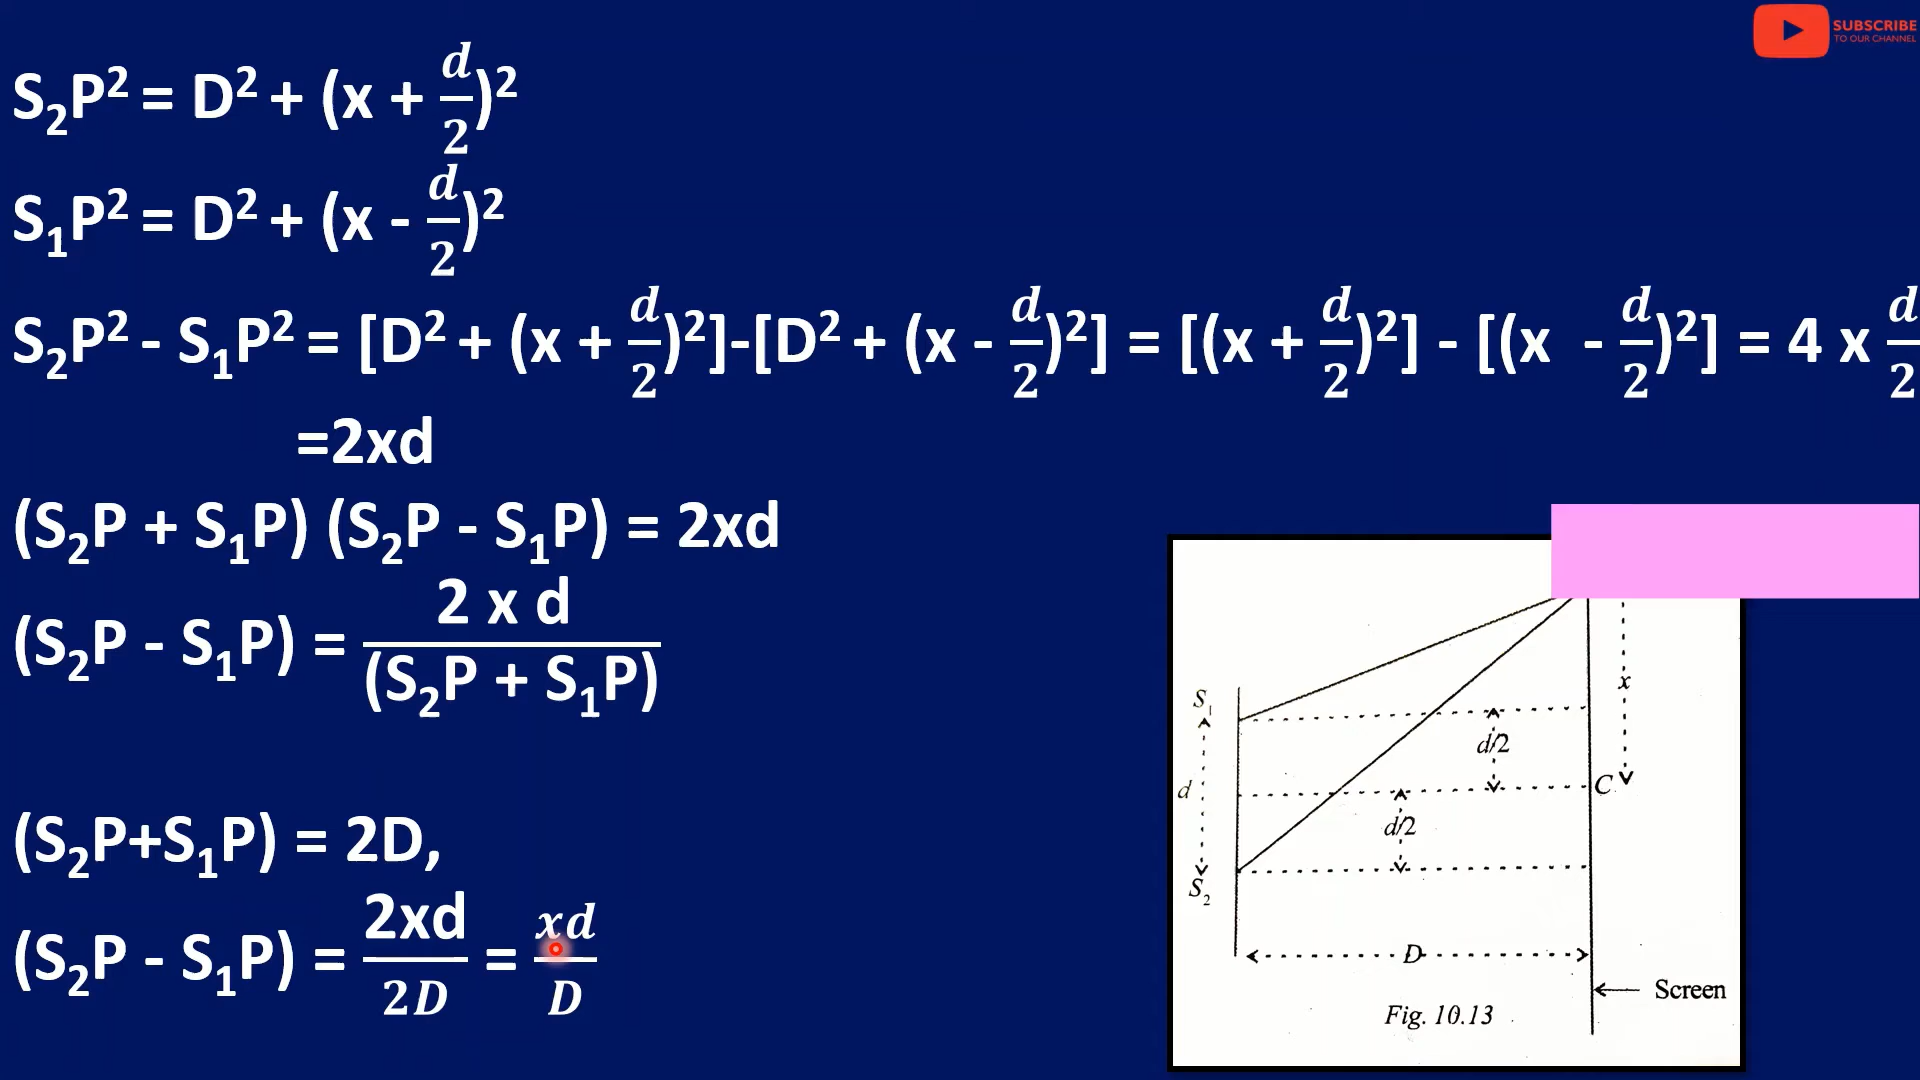 SUBSCRIBE
TO OUR CHANNEL
S₂P² = D² + (x + d/2)²
S₁P² = D² + (x - d/2)²
S₂P² - S₁P² = [D² + (x + d/2)²]-[D² + (x - d/2)²] = [(x + d/2)²] - [(x - d/2)²] = 4 x d/2
=2xd
(S₂P + S₁P) (S₂P - S₁P) = 2xd
(S₂P - S₁P) = 2 x d/(S₂P + S₁P)
(S₂P+S₁P) = 2D,
(S₂P - S₁P) = 2xd/2D = xd/D
x
S₁
d/2
d
C
d/2
S₂
D
Screen
Fig. 10.13